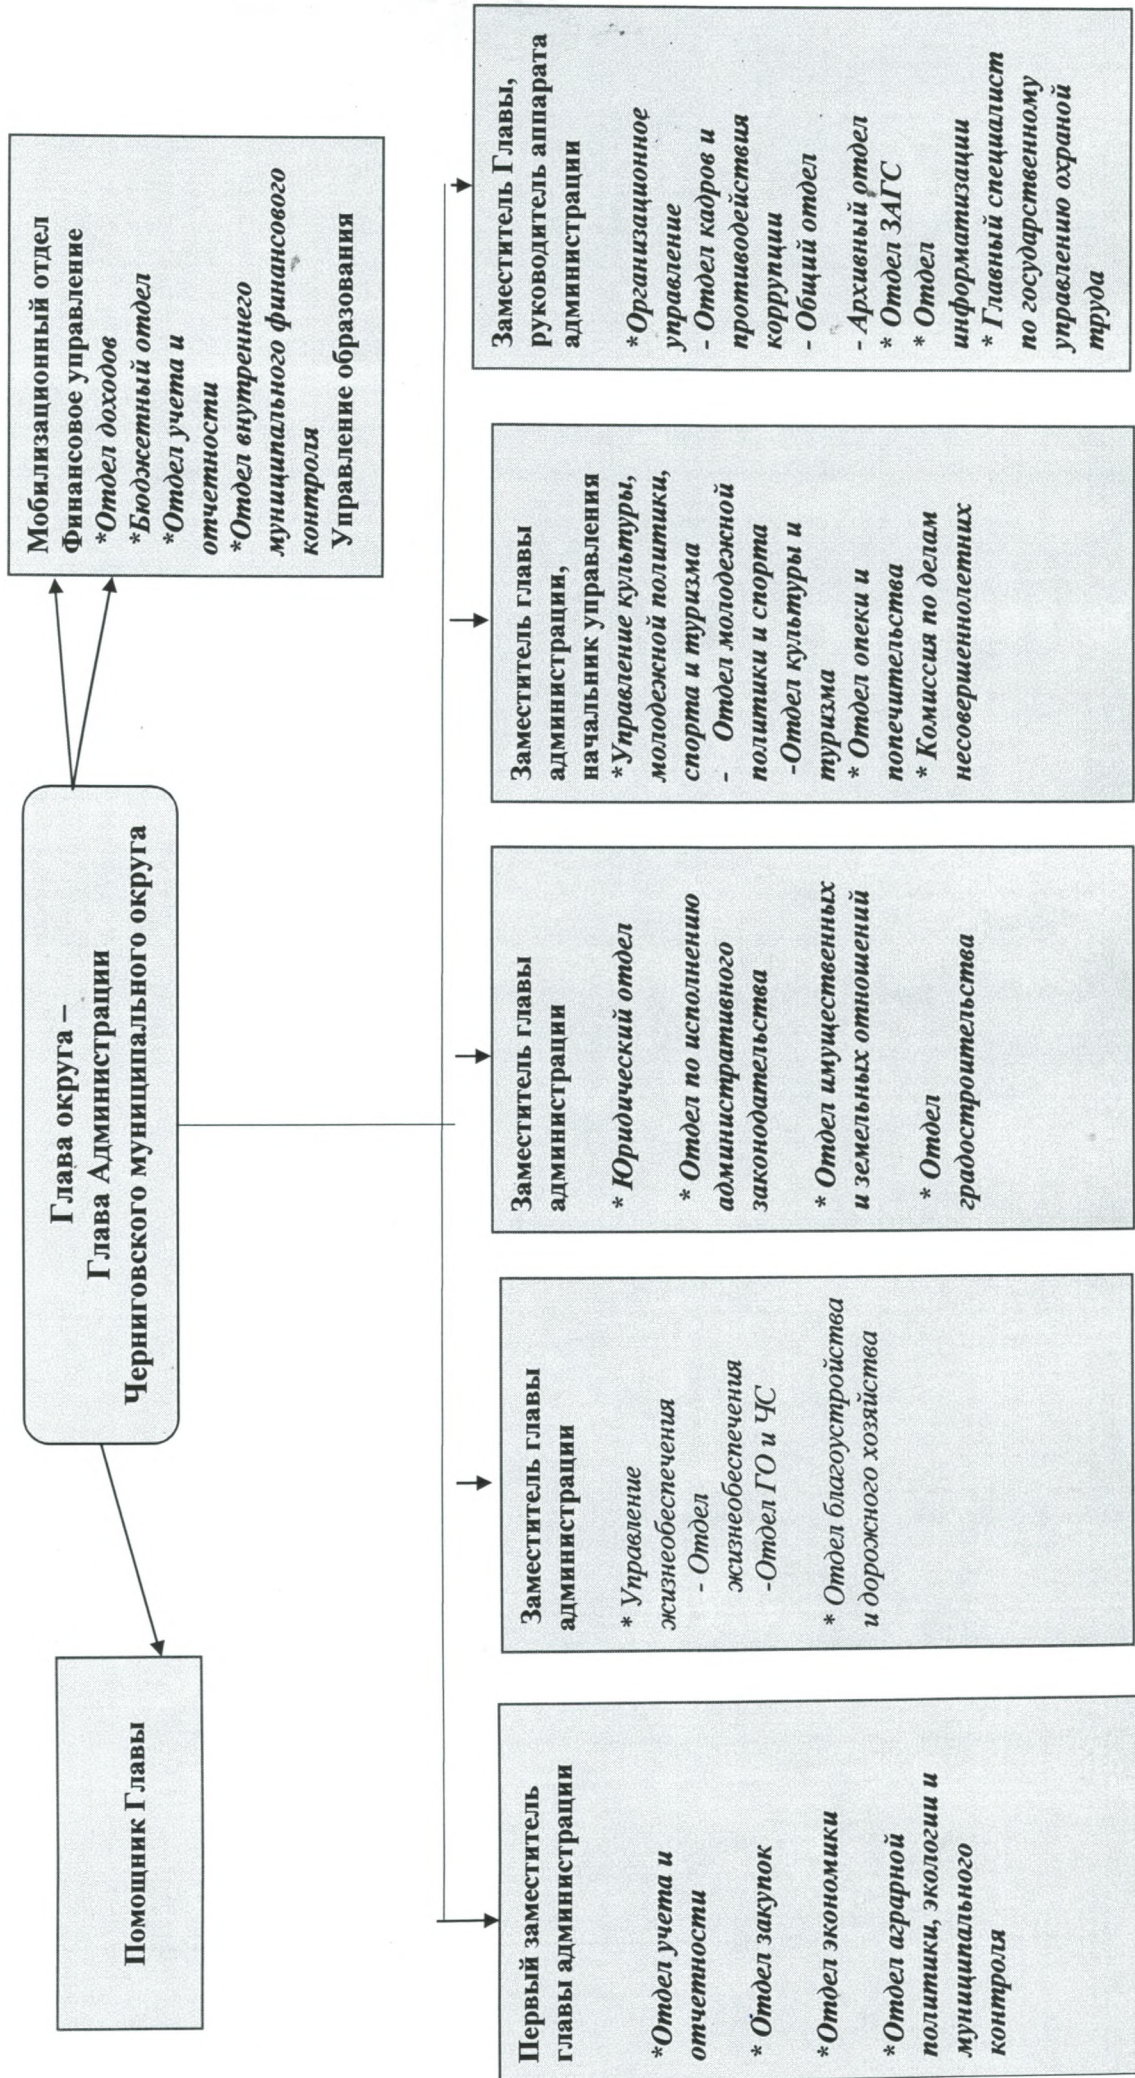 Глава округа –
Глава Администрации
Черниговского муниципального округа
Помощник Главы
Мобилизационный отдел
Финансовое управление
*Отдел доходов
*Бюджетный отдел
*Отдел учета и
отчетности
*Отдел внутреннего
муниципального финансового
контроля
Управление образования
Первый заместитель
главы администрации
*Отдел учета и
отчетности
* Отдел закупок
*Отдел экономики
*Отдел аграрной
политики, экологии и
муниципального
контроля
Заместитель главы
администрации
* Управление
жизнеобеспечения
- Отдел
жизнеобеспечения
-Отдел ГО и ЧС
* Отдел благоустройства
и дорожного хозяйства
Заместитель главы
администрации
* Юридический отдел
* Отдел по исполнению
административного
законодательства
* Отдел имущественных
и земельных отношений
* Отдел
градостроительства
Заместитель главы
администрации,
начальник управления
*Управление культуры,
молодежной политики,
спорта и туризма
- Отдел молодежной
политики и спорта
-Отдел культуры и
туризма
* Отдел опеки и
попечительства
* Комиссия по делам
несовершеннолетних
Заместитель Главы,
руководитель аппарата
администрации
*Организационное
управление
- Отдел кадров и
противодействия
коррупции
- Общий отдел
- Архивный отдел
* Отдел ЗАГС
* Отдел
информатизации
* Главный специалист
по государственному
управлению охраной
труда